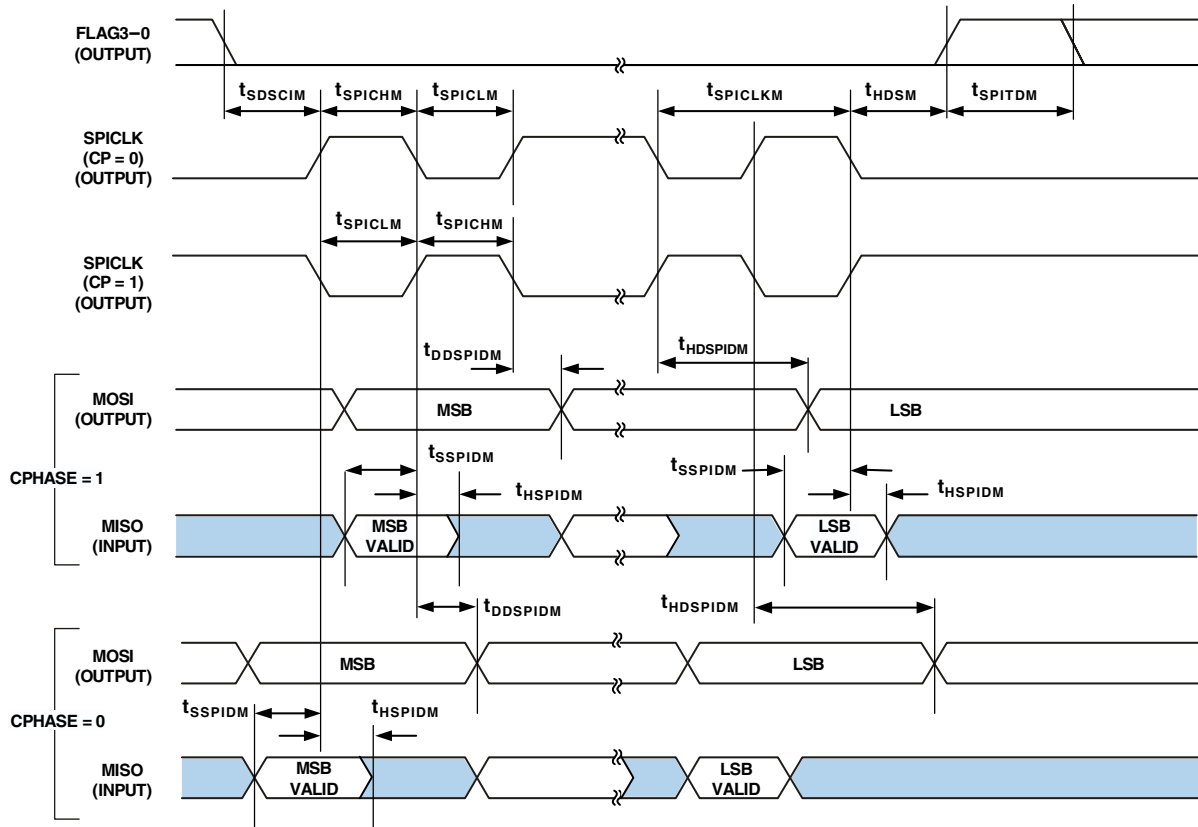 FLAG3–0
(OUTPUT)
tSDSCIM tSPICHM tSPICLM tSPICLKM tHDSM tSPITDM
SPICLK
(CP = 0)
(OUTPUT)
tSPICLM tSPICHM
SPICLK
(CP = 1)
(OUTPUT)
tDDSPIDM tHDSPIDM
MOSI
(OUTPUT)
MSB LSB
CPHASE = 1
tSSPIDM tSSPIDM
tHSPIDM tHSPIDM
MISO
(INPUT)
MSB
VALID
LSB
VALID
tDDSPIDM tHDSPIDM
MOSI
(OUTPUT)
MSB LSB
CPHASE = 0
tSSPIDM tHSPIDM
MISO
(INPUT)
MSB
VALID
LSB
VALID